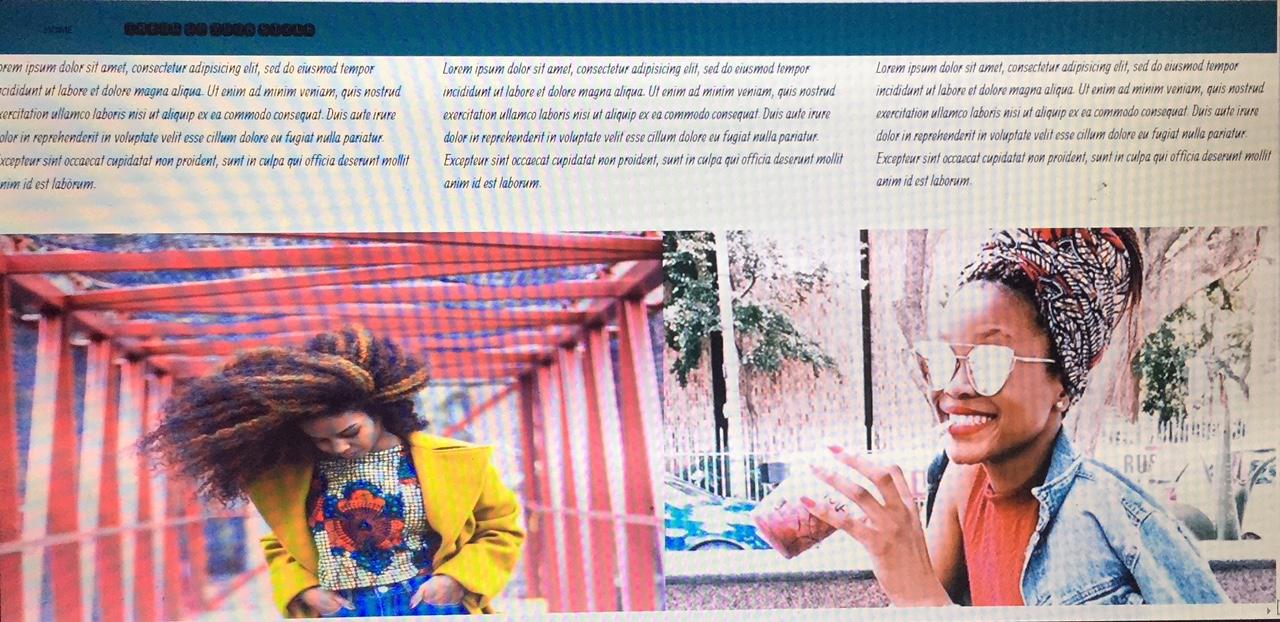 HOME
orem ipsum dolor sit amet, consectetur adipisicing elit, sed do eiusmod tempor
ncididunt ut labore et dolore magna aliqua. Ut enim ad minim veniam, quis nostrud
xercitation ullamco laboris nisi ut aliquip ex ea commodo consequat. Duis aute irure
olor in reprehenderit in voluptate velit esse cillum dolore eu fugiat nulla pariatur.
xcepteur sint occaecat cupidatat non proident, sunt in culpa qui officia deserunt mollit
nim id est laborum.
Lorem ipsum dolor sit amet, consectetur adipisicing elit, sed do eiusmod tempor
incididunt ut labore et dolore magna aliqua. Ut enim ad minim veniam, quis nostrud
exercitation ullamco laboris nisi ut aliquip ex ea commodo consequat. Duis aute irure
dolor in reprehenderit in voluptate velit esse cillum dolore eu fugiat nulla pariatur.
Excepteur sint occaecat cupidatat non proident, sunt in culpa qui officia deserunt mollit
anim id est laborum.
Lorem ipsum dolor sit amet, consectetur adipisicing elit, sed do eiusmod tempor
incididunt ut labore et dolore magna aliqua. Ut enim ad minim veniam, quis nostrud
exercitation ullamco laboris nisi ut aliquip ex ea commodo consequat. Duis aute irure
dolor in reprehenderit in voluptate velit esse cillum dolore eu fugiat nulla pariatur.
Excepteur sint occaecat cupidatat non proident, sunt in culpa qui officia deserunt mollit
anim id est laborum.